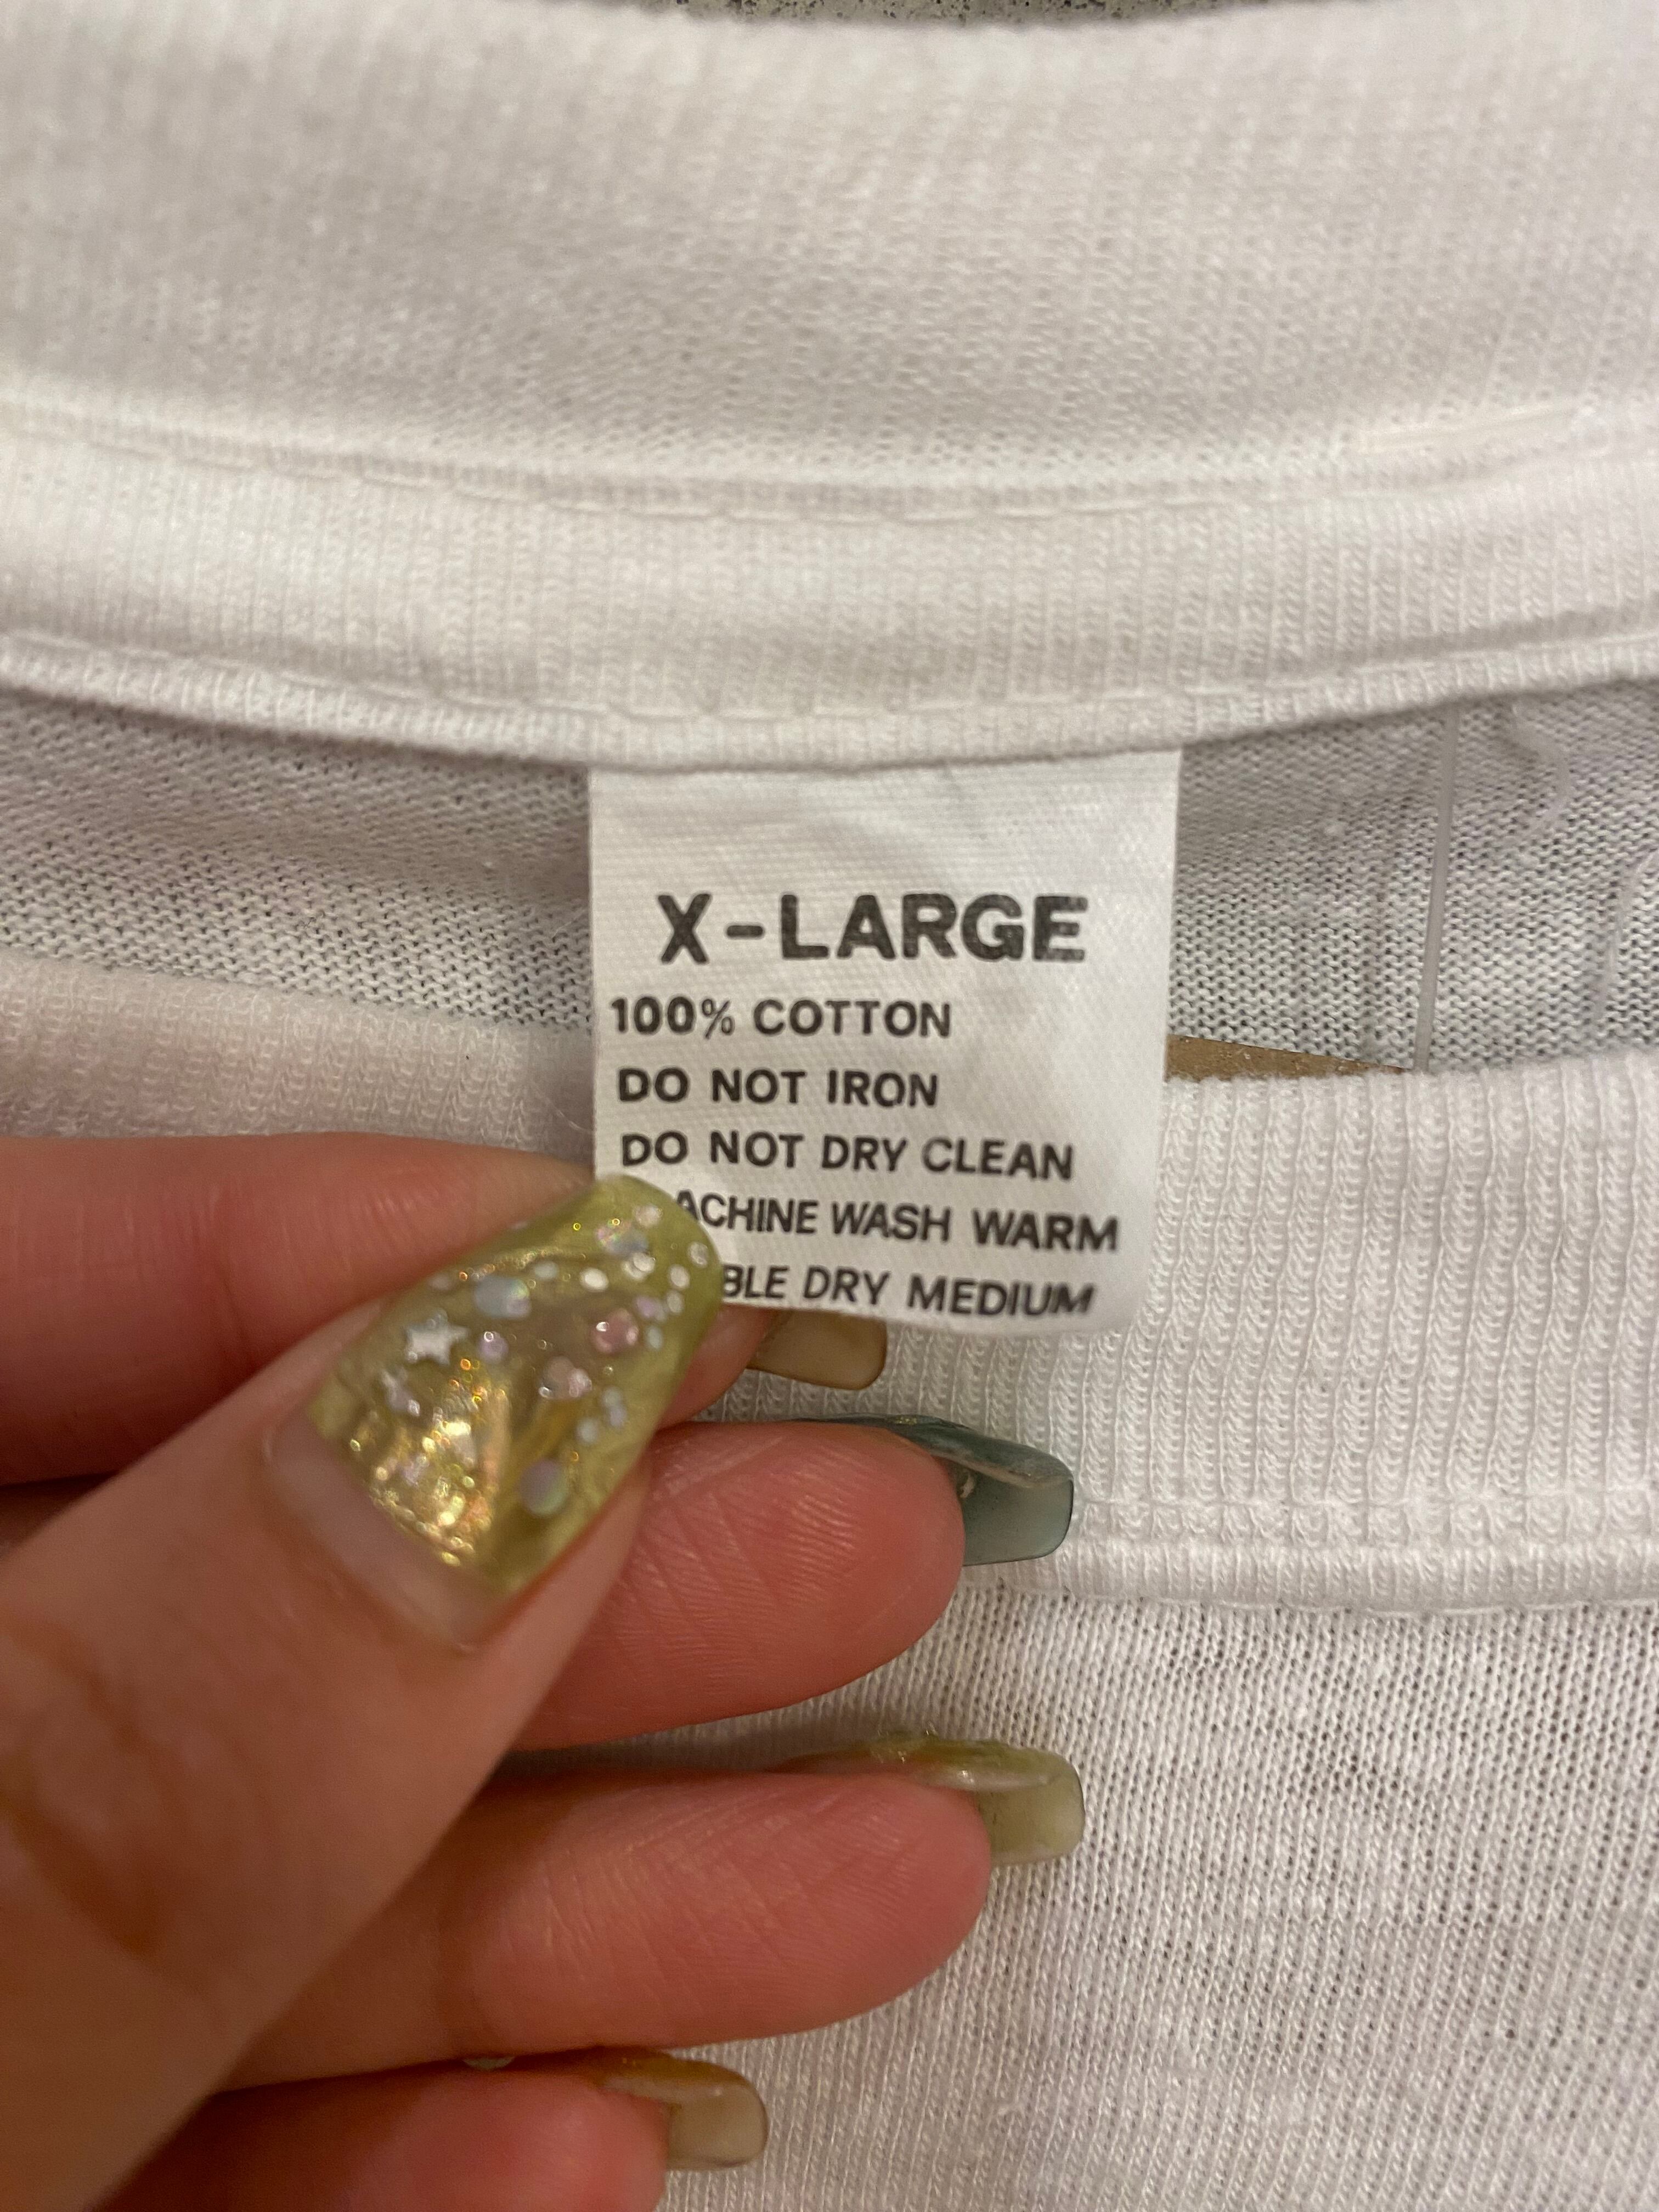 X-LARGE
100% COTTON
DO NOT IRON
DO NOT DRY CLEAN
ACHINE WASH WARM
BLE DRY MEDIUM